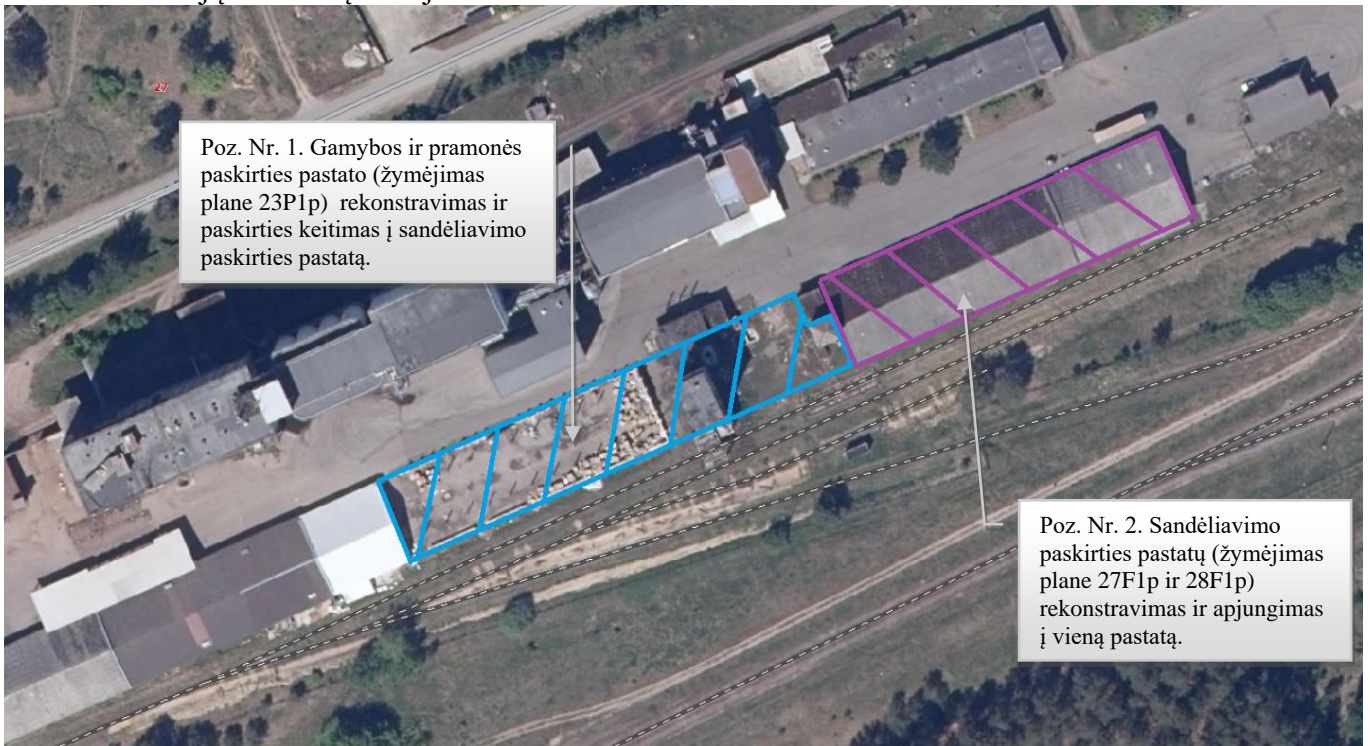 27
Poz. Nr. 1. Gamybos ir pramonės
paskirties pastato (žymėjimas
plane 23P1p) rekonstravimas ir
paskirties keitimas į sandėliavimo
paskirties pastatą.
Poz. Nr. 2. Sandėliavimo
paskirties pastatų (žymėjimas
plane 27F1p ir 28F1p)
rekonstravimas ir apjungimas
į vieną pastatą.